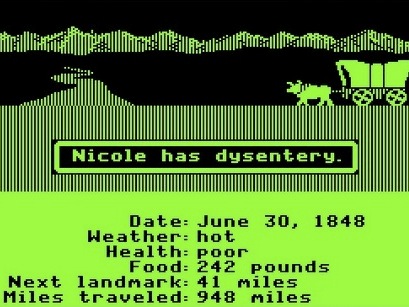 Nicole has dysentery.
Date: June 30, 1848
Weather: hot
Health: poor
Food: 242 pounds
Next landmark: 41 miles
Miles traveled: 948 miles